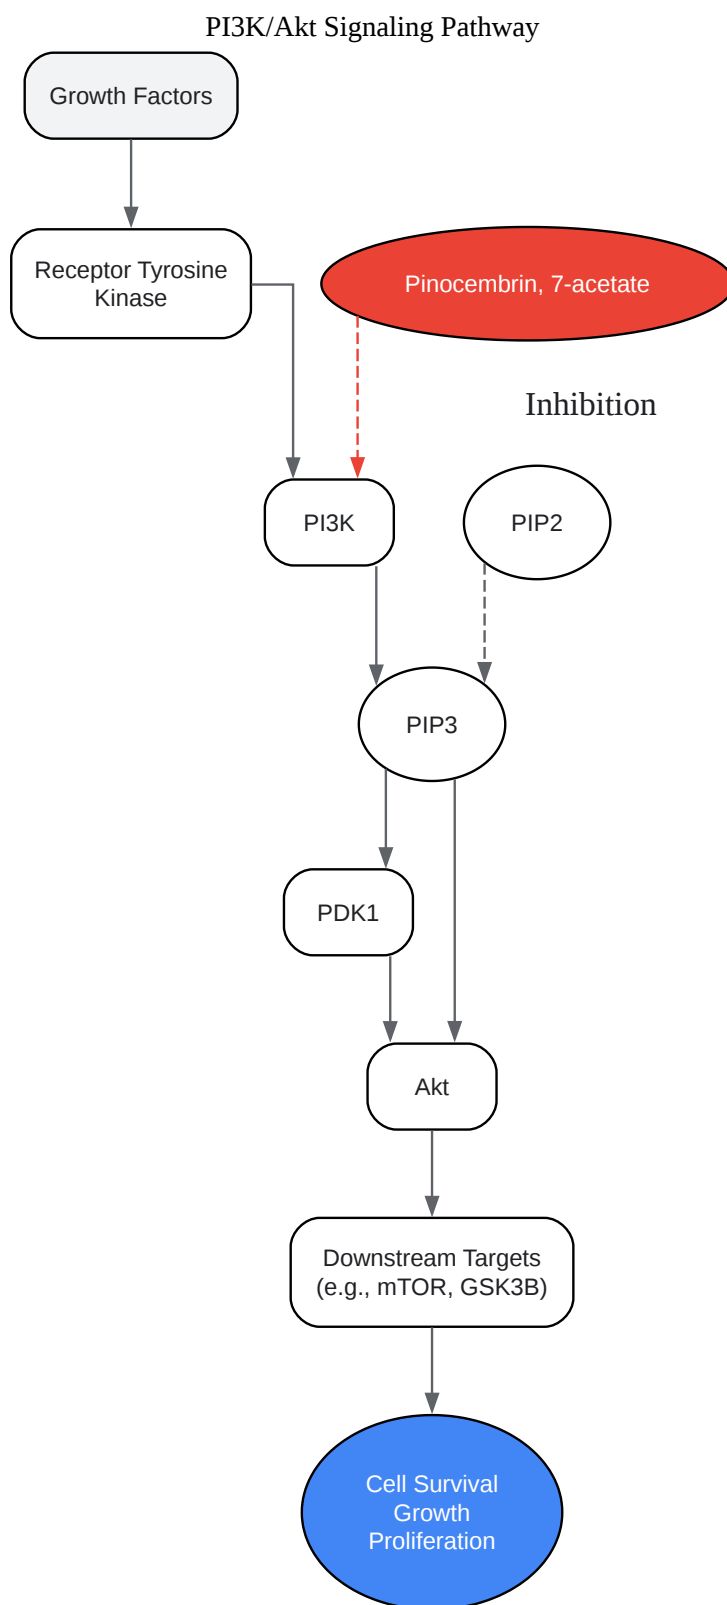 PI3K/Akt Signaling Pathway
Growth Factors
Receptor Tyrosine
Kinase
Pinocembrin, 7-acetate
Inhibition
PI3K
PIP2
PIP3
PDK1
Akt
Downstream Targets
(e.g., mTOR, GSK3B)
Cell Survival
Growth
Proliferation